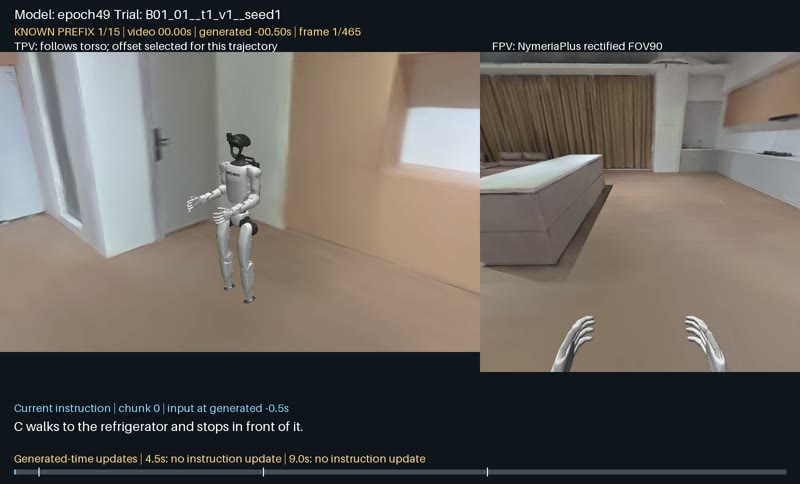 Model: epoch49 Trial: B01_01__t1_v1__seed1
KNOWN PREFIX 1/15 | video 00.00s | generated -00.50s | frame 1/465
TPV: follows torso; offset selected for this trajectory
FPV: NymeriaPlus rectified FOV90
Current instruction | chunk 0 | input at generated -0.5s
C walks to the refrigerator and stops in front of it.
Generated-time updates | 4.5s: no instruction update | 9.0s: no instruction update